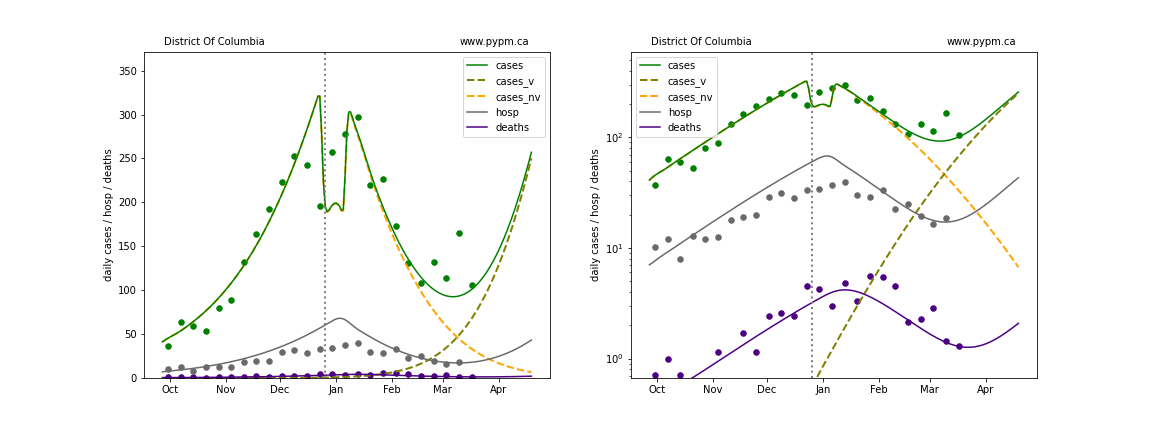 District Of Columbia www.pypm.ca
daily cases / hosp / deaths
350
300
250
200
150
100
50
0
cases
cases_v
cases_nv
hosp
deaths
Oct Nov Dec Jan Feb Mar Apr
District Of Columbia www.pypm.ca
daily cases / hosp / deaths
10²
10¹
10⁰
cases
cases_v
cases_nv
hosp
deaths
Oct Nov Dec Jan Feb Mar Apr